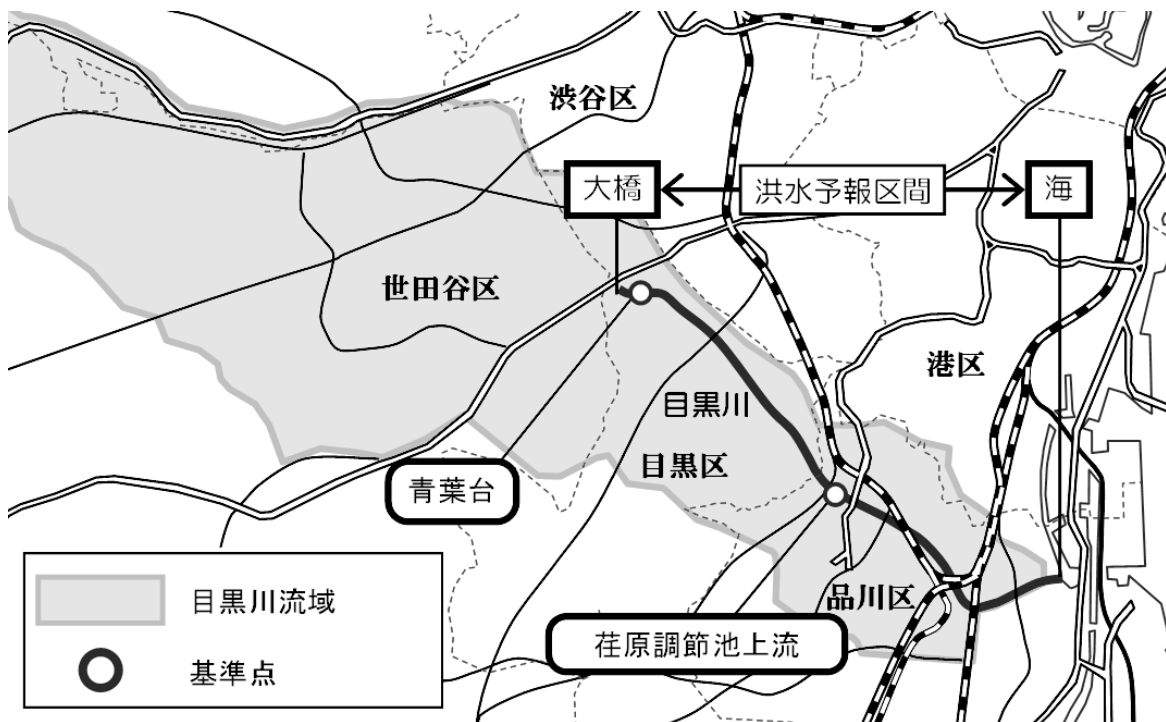 渋谷区
大橋
洪水予報区間
海
世田谷区
港区
目黒川
目黒区
青葉台
品川区
荏原調節池上流
目黒川流域
基準点